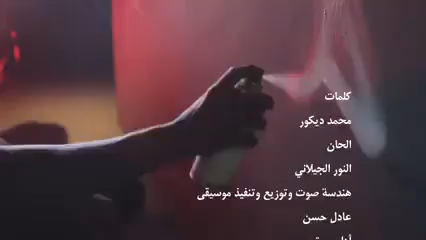 كلمات
محمد ديكور
الحان
النور الجيلاني
هندسة صوت وتوزيع وتنفيذ موسيقى
عادل حسن